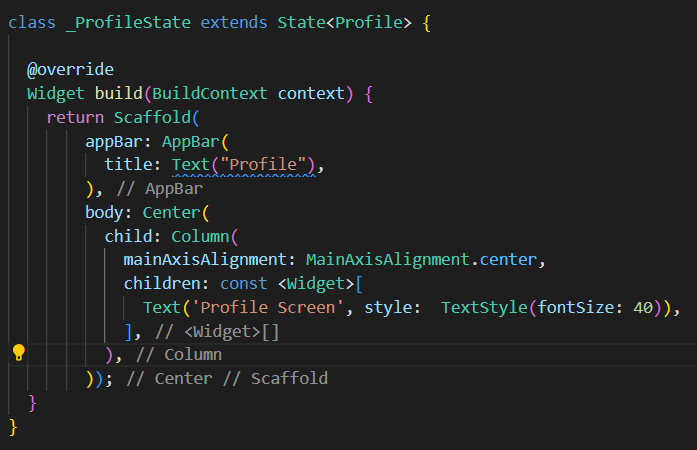 class _ProfileState extends State<Profile> {
@override
Widget build(BuildContext context) {
return Scaffold(
appBar: AppBar(
title: Text("Profile"),
), // AppBar
body: Center(
child: Column(
mainAxisAlignment: MainAxisAlignment.center,
children: const <Widget>[
Text('Profile Screen', style:  TextStyle(fontSize: 40)),
], // <Widget>[]
), // Column
)); // Center // Scaffold
}
}